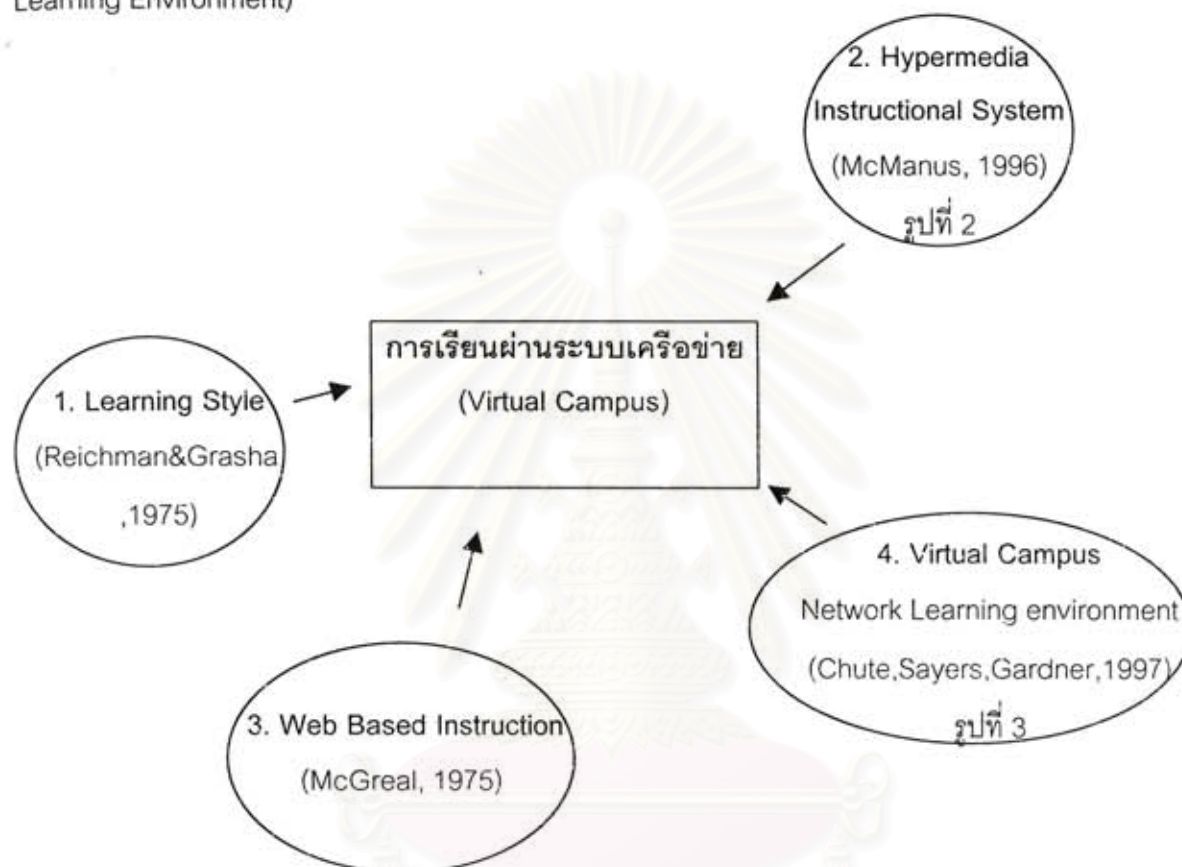 Learning Environment)
2. Hypermedia
Instructional System
(McManus, 1996)
รูปที่ 2
การเรียนผ่านระบบเครือข่าย
(Virtual Campus)
1. Learning Style
(Reichman&Grasha
,1975)
4. Virtual Campus
Network Learning environment
(Chute,Sayers,Gardner,1997)
รูปที่ 3
3. Web Based Instruction
(McGreal, 1975)